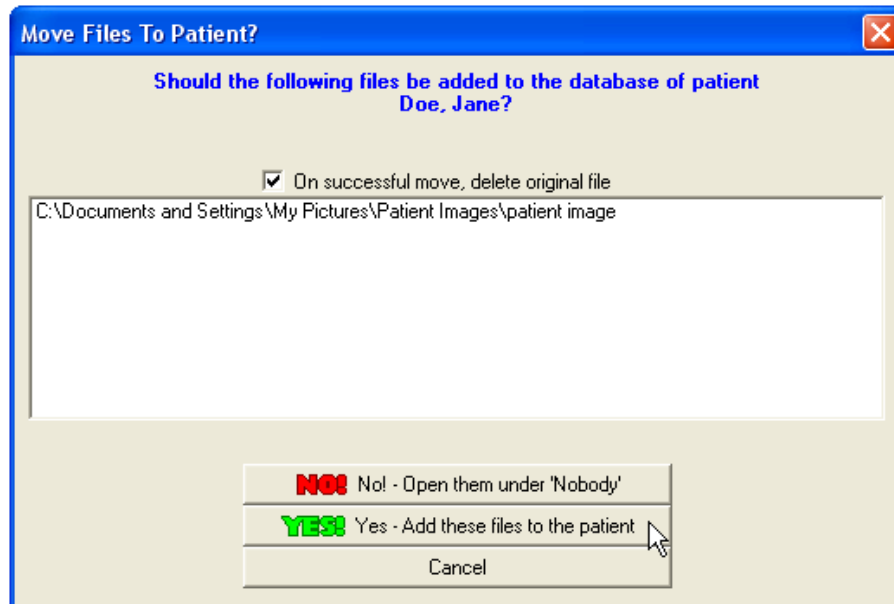 Move Files To Patient?
Should the following files be added to the database of patient
Doe, Jane?
On successful move, delete original file
C:\Documents and Settings\My Pictures\Patient Images\patient image
NO! No! - Open them under 'Nobody'
YES! Yes - Add these files to the patient
Cancel